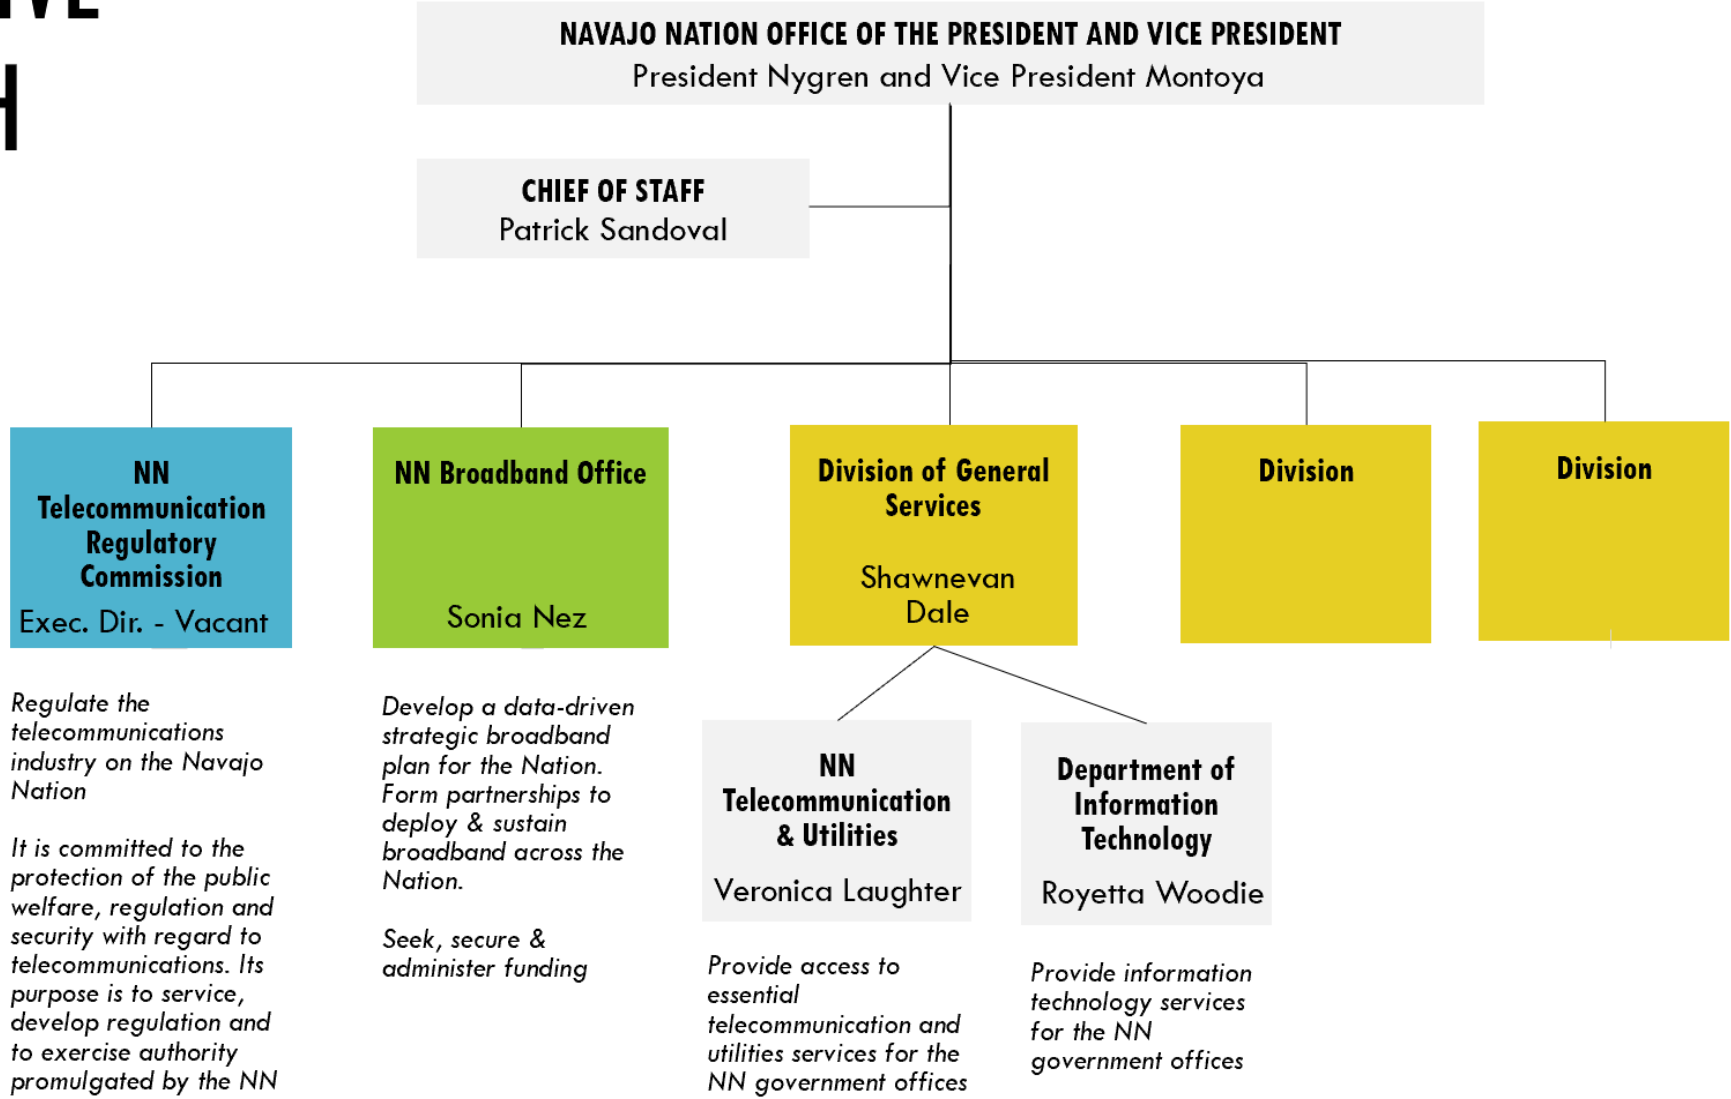 NAVAJO NATION OFFICE OF THE PRESIDENT AND VICE PRESIDENT
President Nygren and Vice President Montoya
CHIEF OF STAFF
Patrick Sandoval
NN
Telecommunication
Regulatory
Commission
Exec. Dir. - Vacant
Regulate the
telecommunications
industry on the Navajo
Nation
It is committed to the
protection of the public
welfare, regulation and
security with regard to
telecommunications. Its
purpose is to service,
develop regulation and
to exercise authority
promulgated by the NN
NN Broadband Office
Sonia Nez
Develop a data-driven
strategic broadband
plan for the Nation.
Form partnerships to
deploy & sustain
broadband across the
Nation.
Seek, secure &
administer funding
Division of General
Services
Shawnevan
Dale
NN
Telecommunication
& Utilities
Veronica Laughter
Provide access to
essential
telecommunication and
utilities services for the
NN government offices
Department of
Information
Technology
Royetta Woodie
Provide information
technology services
for the NN
government offices
Division
Division